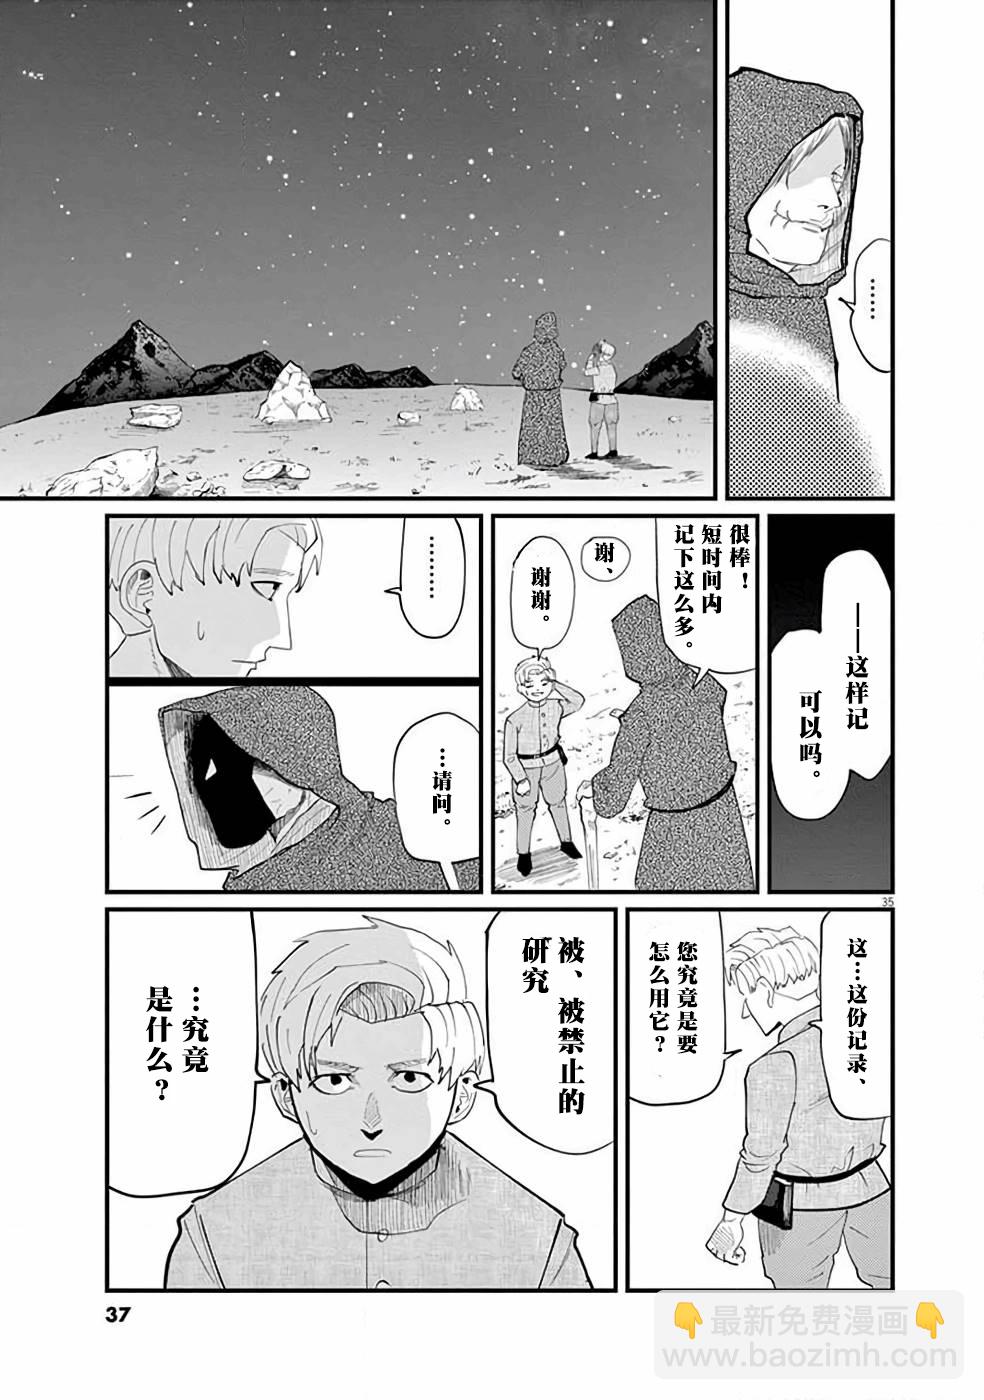 ……
——这样记
可以吗。
很棒！
短时间内
记下这么多。
谢、
谢谢。
………
…请问。
35
这…这份记录、
您究竟是要
怎么用它？
被、被禁止的
研究
…究竟
是什么？
37
👇最新免费漫画👇
www.baozimh.com